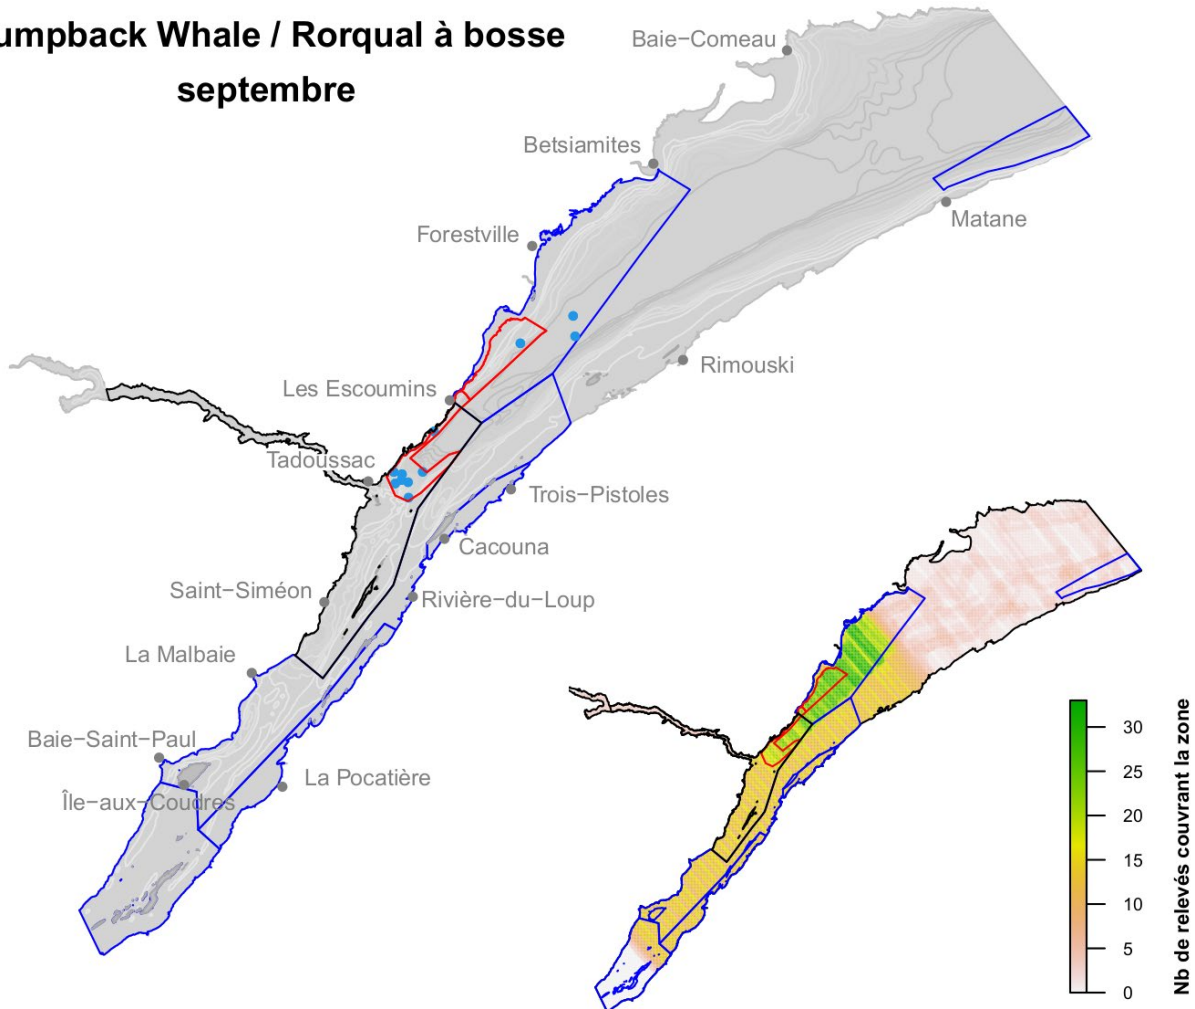 umpback Whale / Rorqual à bosse
septembre
Baie−Comeau
Betsiamites
Matane
Forestville
Rimouski
Les Escoumins
Tadoussac
Trois−Pistoles
Cacouna
Saint−Siméon
Rivière−du−Loup
La Malbaie
Baie−Saint−Paul
La Pocatière
Île−aux−Coudres
30
25
20
15
10
5
0
Nb de relevés couvrant la zone